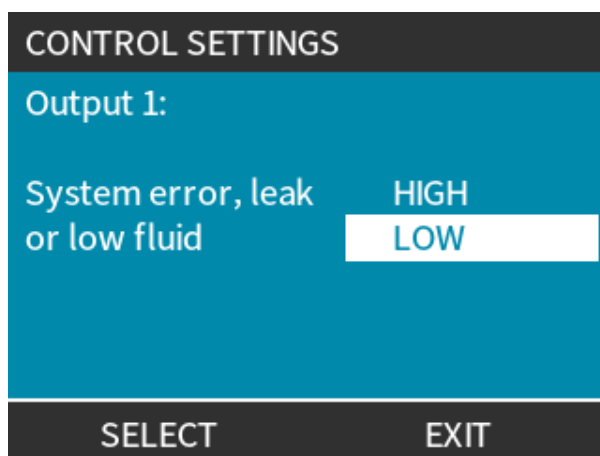 CONTROL SETTINGS
Output 1:
System error, leak HIGH
or low fluid LOW
SELECT EXIT